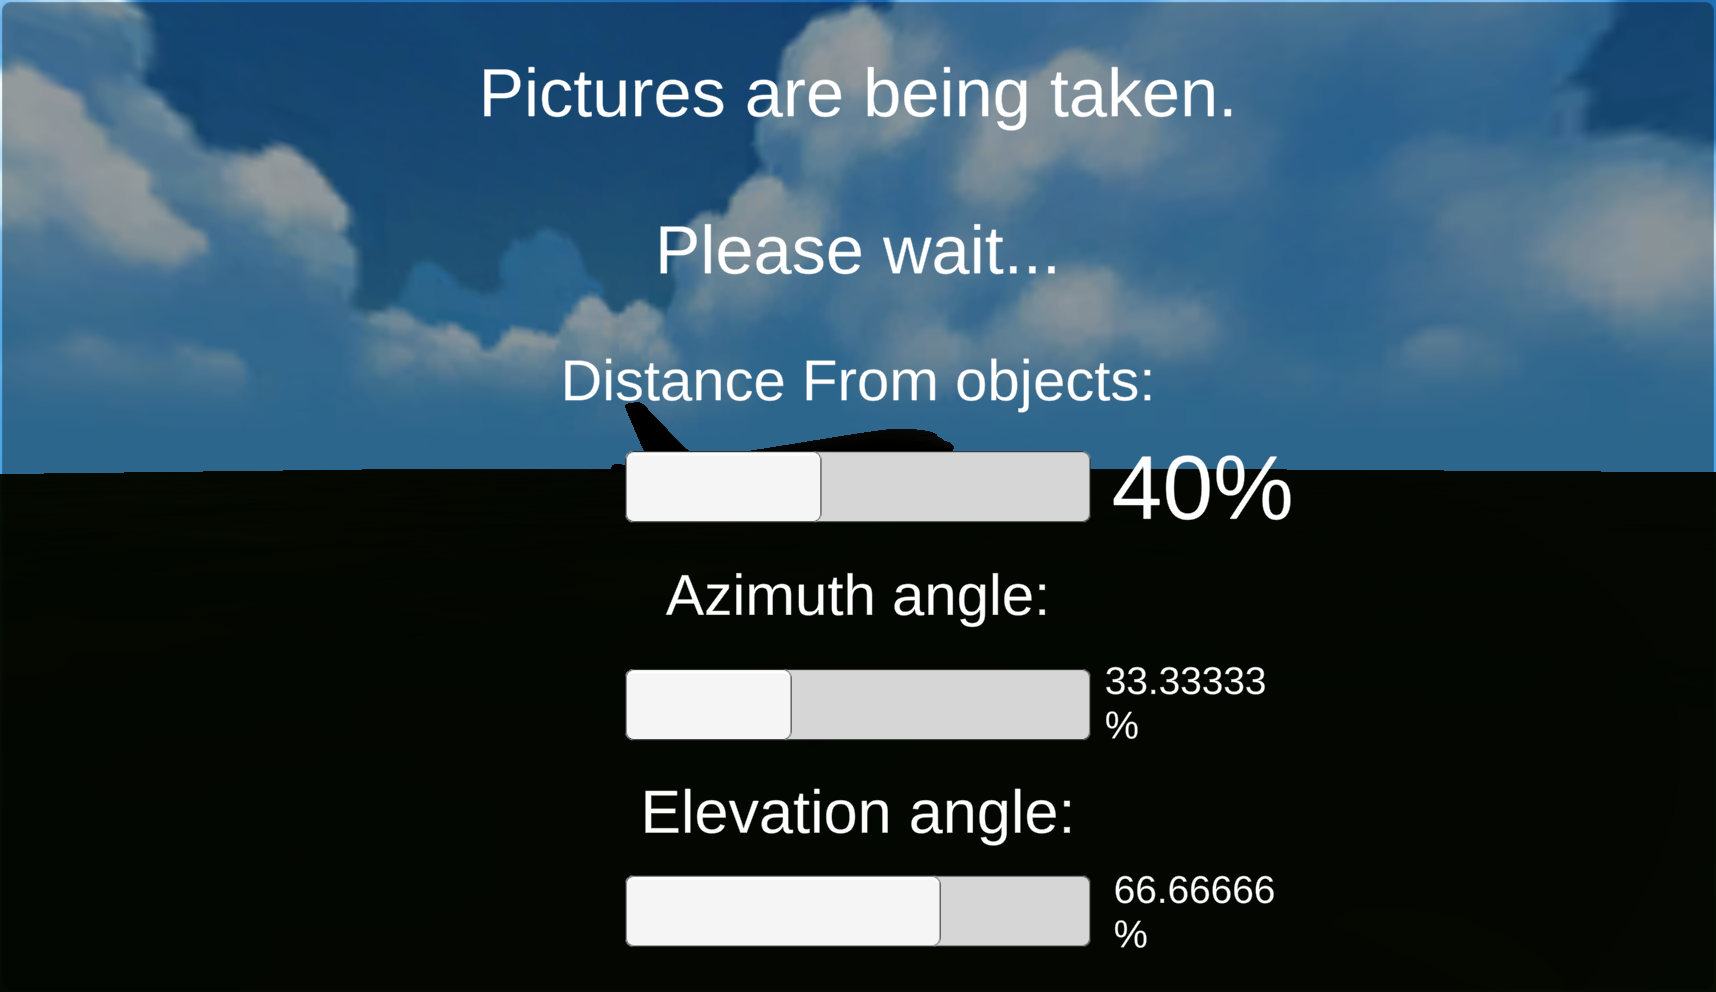 Pictures are being taken.
Please wait...
Distance From objects:
40%
Azimuth angle:
33.33333
%
Elevation angle:
66.66666
%